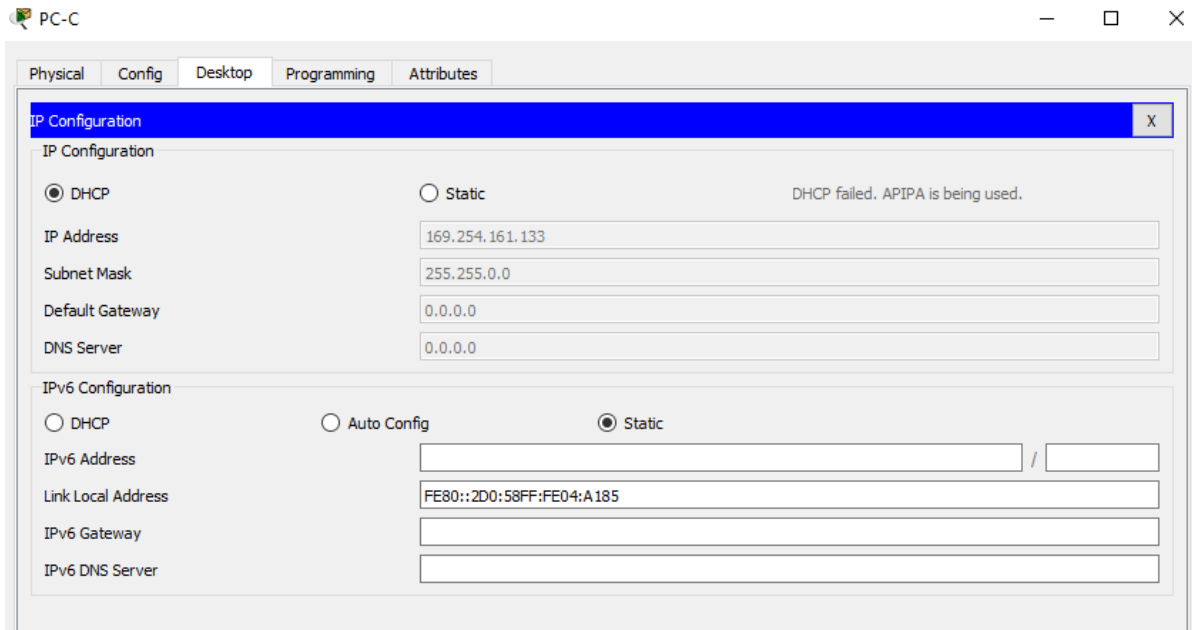 PC-C
Physical Config Desktop Programming Attributes
IP Configuration X
IP Configuration
DHCP Static DHCP failed. APIPA is being used.
IP Address 169.254.161.133
Subnet Mask 255.255.0.0
Default Gateway 0.0.0.0
DNS Server 0.0.0.0
IPv6 Configuration
DHCP Auto Config Static
IPv6 Address /
Link Local Address FE80::2D0:58FF:FE04:A185
IPv6 Gateway
IPv6 DNS Server